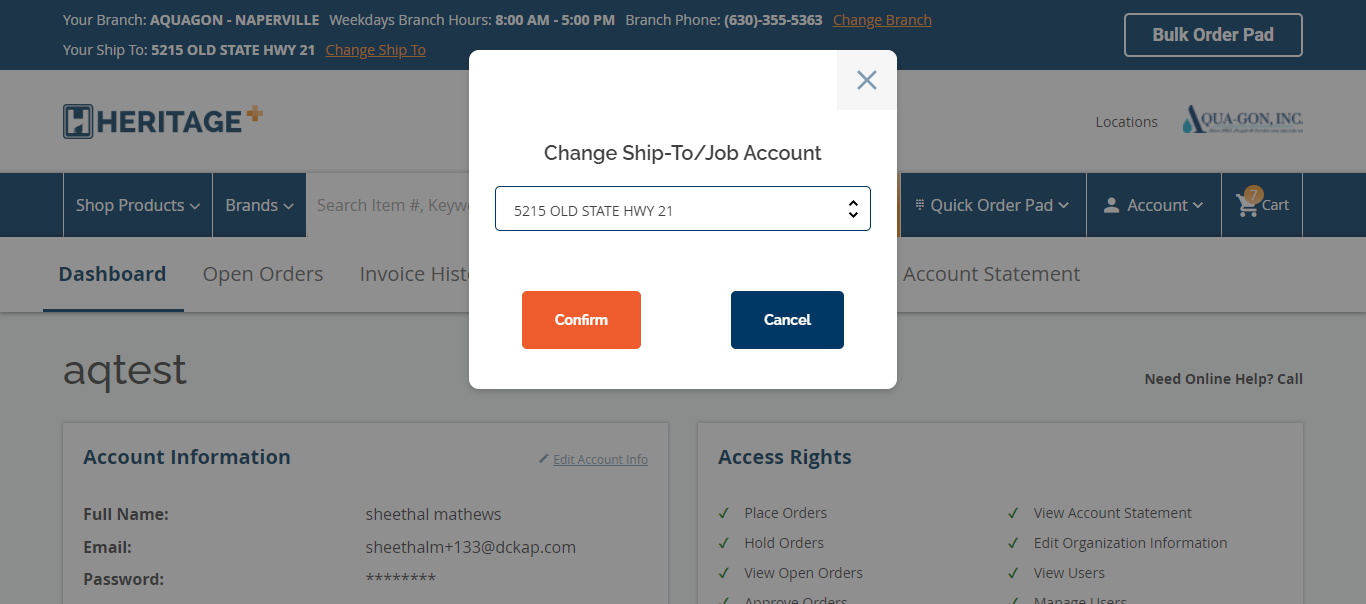 Your Branch: AQUAGON - NAPERVILLE Weekdays Branch Hours: 8:00 AM - 5:00 PM Branch Phone: (630)-355-5363 Change Branch
Bulk Order Pad
Your Ship To: 5215 OLD STATE HWY 21 Change Ship To
HERITAGE+
Locations
AQUA-GON, INC.
Change Ship-To/Job Account
5215 OLD STATE HWY 21
Confirm
Cancel
Shop Products
Brands
Search Item #, Keyw
Quick Order Pad
Account
7
Cart
Dashboard
Open Orders
Invoice Hist
Account Statement
aqtest
Need Online Help? Call
Account Information
Edit Account Info
Full Name: sheethal mathews
Email: sheethalm+133@dckap.com
Password: ********
Access Rights
Place Orders
View Account Statement
Hold Orders
Edit Organization Information
View Open Orders
View Users
Approve Orders
Manage Users